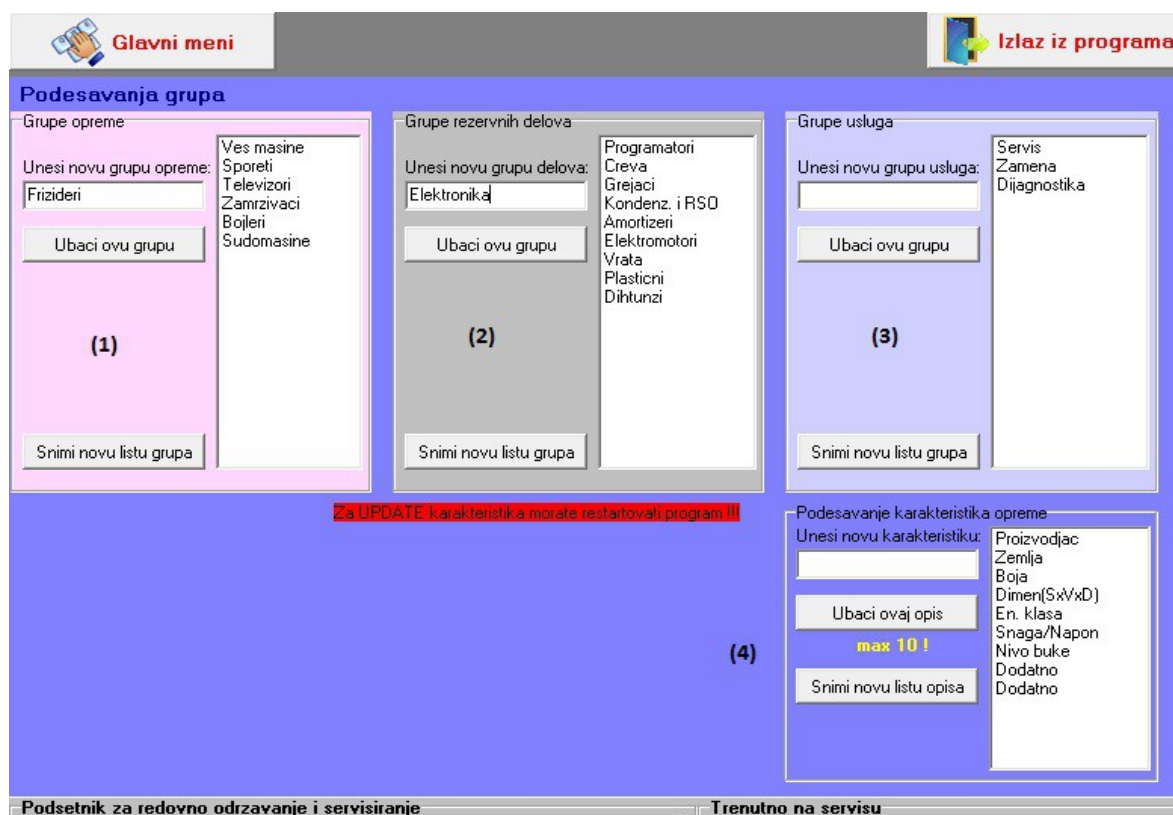 Glavni meni
Izlaz iz programa
Podesavanja grupa
Grupe opreme
Unesi novu grupu opreme:
Frizideri
Ubaci ovu grupu
(1)
Snimi novu listu grupa
Ves masine
Sporeti
Televizori
Zamrzivaci
Bojleri
Sudomasine
Grupe rezervnih delova
Unesi novu grupu delova:
Elektronika
Ubaci ovu grupu
(2)
Snimi novu listu grupa
Programatori
Creva
Grejaci
Kondenz. i RSO
Amortizeri
Elektromotori
Vrata
Plasticni
Dihtunzi
Grupe usluga
Unesi novu grupu usluga:
Ubaci ovu grupu
(3)
Snimi novu listu grupa
Servis
Zamena
Dijagnostika
Za UPDATE karakteristika morate restartovati program !!!
Podesavanje karakteristika opreme
Unesi novu karakteristiku:
Ubaci ovaj opis
max 10 !
(4)
Snimi novu listu opisa
Proizvodjac
Zemlja
Boja
Dimen(SxVxD)
En. klasa
Snaga/Napon
Nivo buke
Dodatno
Dodatno
Podsetnik za redovno odrzavanje i servisiranje
Trenutno na servisu